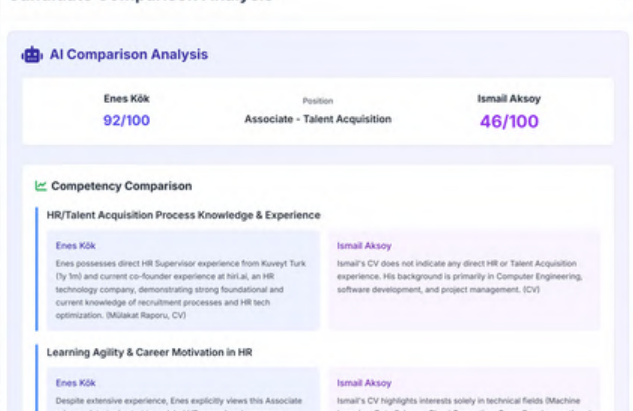 Candidate Comparison Analysis
AI Comparison Analysis
Enes Kök
92/100
Position
Associate - Talent Acquisition
Ismail Aksoy
46/100
Competency Comparison
HR/Talent Acquisition Process Knowledge & Experience
Enes Kök
Enes possesses direct HR Supervisor experience from Kuveyt Turk
(1y 1m) and current co-founder experience at hiri.ai, an HR
technology company, demonstrating strong foundational and
current knowledge of recruitment processes and HR tech
optimization. (Mülakat Raporu, CV)
Ismail Aksoy
Ismail's CV does not indicate any direct HR or Talent Acquisition
experience. His background is primarily in Computer Engineering,
software development, and project management. (CV)
Learning Agility & Career Motivation in HR
Enes Kök
Despite extensive experience, Enes explicitly views this Associate
Ismail Aksoy
Ismail's CV highlights interests solely in technical fields (Machine